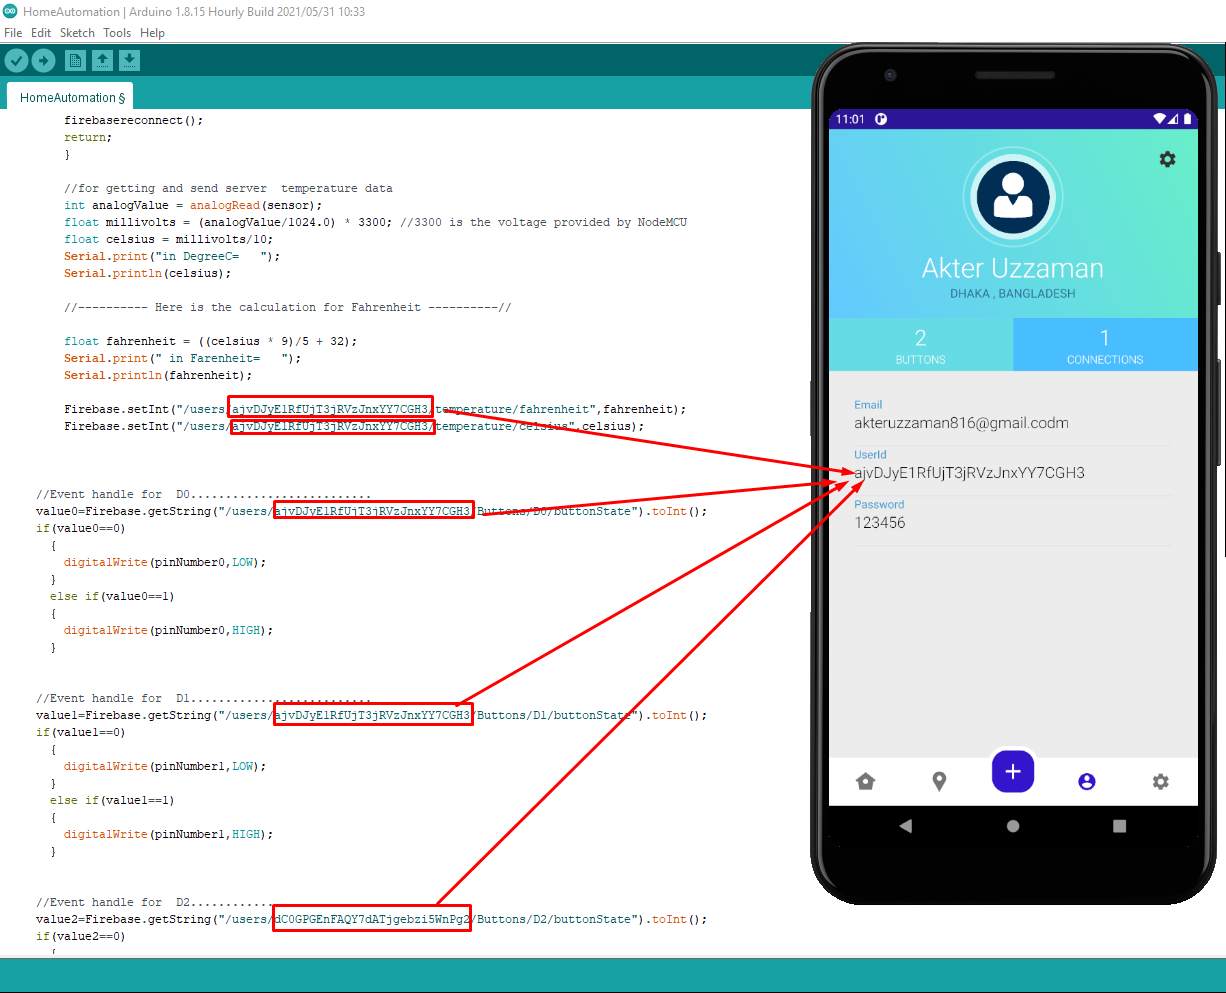 HomeAutomation | Arduino 1.8.15 Hourly Build 2021/05/31 10:33
File Edit Sketch Tools Help
HomeAutomation §
firebasereconnect();
return;
}
//for getting and send server  temperature data
int analogValue = analogRead(sensor);
float millivolts = (analogValue/1024.0) * 3300; //3300 is the voltage provided by NodeMCU
float celsius = millivolts/10;
Serial.print("in DegreeC=   ");
Serial.println(celsius);
//---------- Here is the calculation for Fahrenheit ----------//
float fahrenheit = ((celsius * 9)/5 + 32);
Serial.print(" in Farenheit=   ");
Serial.println(fahrenheit);
Firebase.setInt("/users/ajvDJyE1RfUjT3jRVzJnxYY7CGH3/temperature/fahrenheit",fahrenheit);
Firebase.setInt("/users/ajvDJyE1RfUjT3jRVzJnxYY7CGH3/temperature/celsius",celsius);
//Event handle for  D0..........................
value0=Firebase.getString("/users/ajvDJyE1RfUjT3jRVzJnxYY7CGH3/Buttons/D0/buttonState").toInt();
if(value0==0)
{
digitalWrite(pinNumber0,LOW);
}
else if(value0==1)
{
digitalWrite(pinNumber0,HIGH);
}
//Event handle for  D1..........................
value1=Firebase.getString("/users/ajvDJyE1RfUjT3jRVzJnxYY7CGH3/Buttons/D1/buttonState").toInt();
if(value1==0)
{
digitalWrite(pinNumber1,LOW);
}
else if(value1==1)
{
digitalWrite(pinNumber1,HIGH);
}
//Event handle for  D2............
value2=Firebase.getString("/users/dC0GPGEnFAQY7dATjgebzi5WnPg2/Buttons/D2/buttonState").toInt();
if(value2==0)
{
11:01
Akter Uzzaman
DHAKA , BANGLADESH
2
BUTTONS
1
CONNECTIONS
Email
akteruzzaman816@gmail.codm
UserId
ajvDJyE1RfUjT3jRVzJnxYY7CGH3
Password
123456